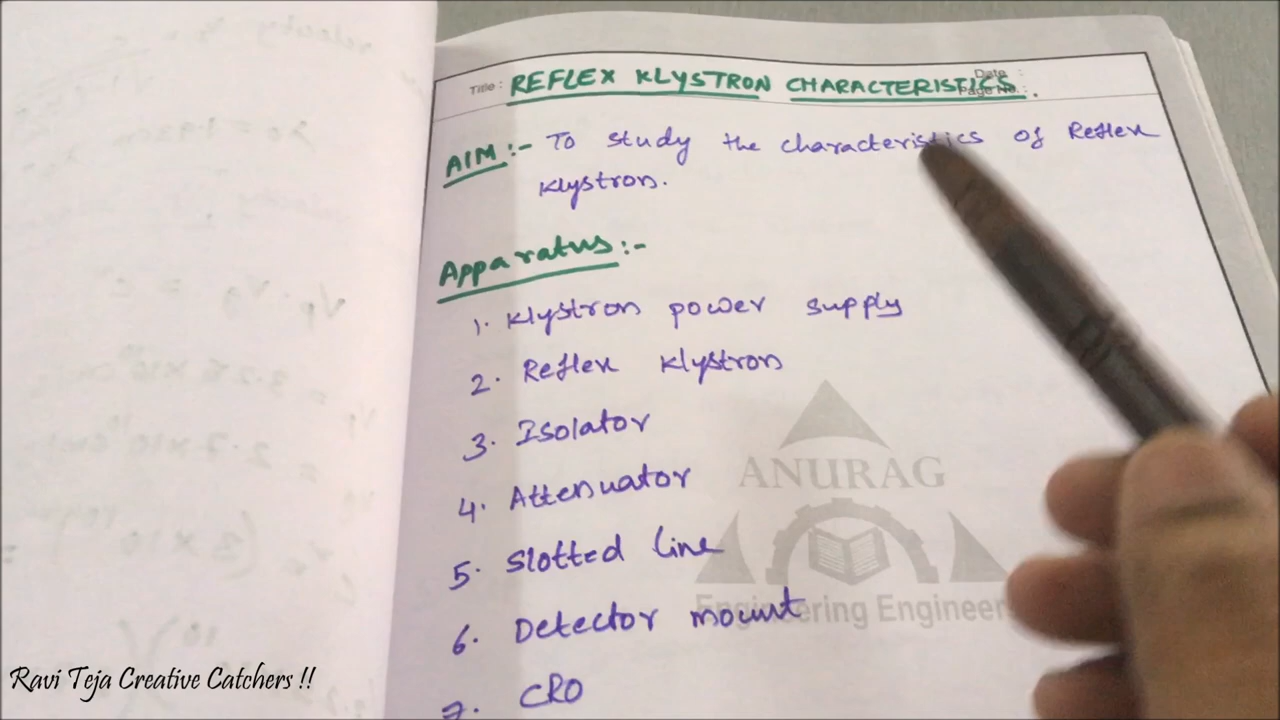 Title : REFLEX KLYSTRON CHARACTERISTICS.
Date :
Page No. :
AIM :- To study the characteristics of Reflex
Klystron.
Apparatus :-
1. Klystron power supply
2. Reflex Klystron
3. Isolator
4. Attenuator
5. Slotted line
6. Detector mount
7. CRO
ANURAG
Engineering Engineer
Ravi Teja Creative Catchers !!